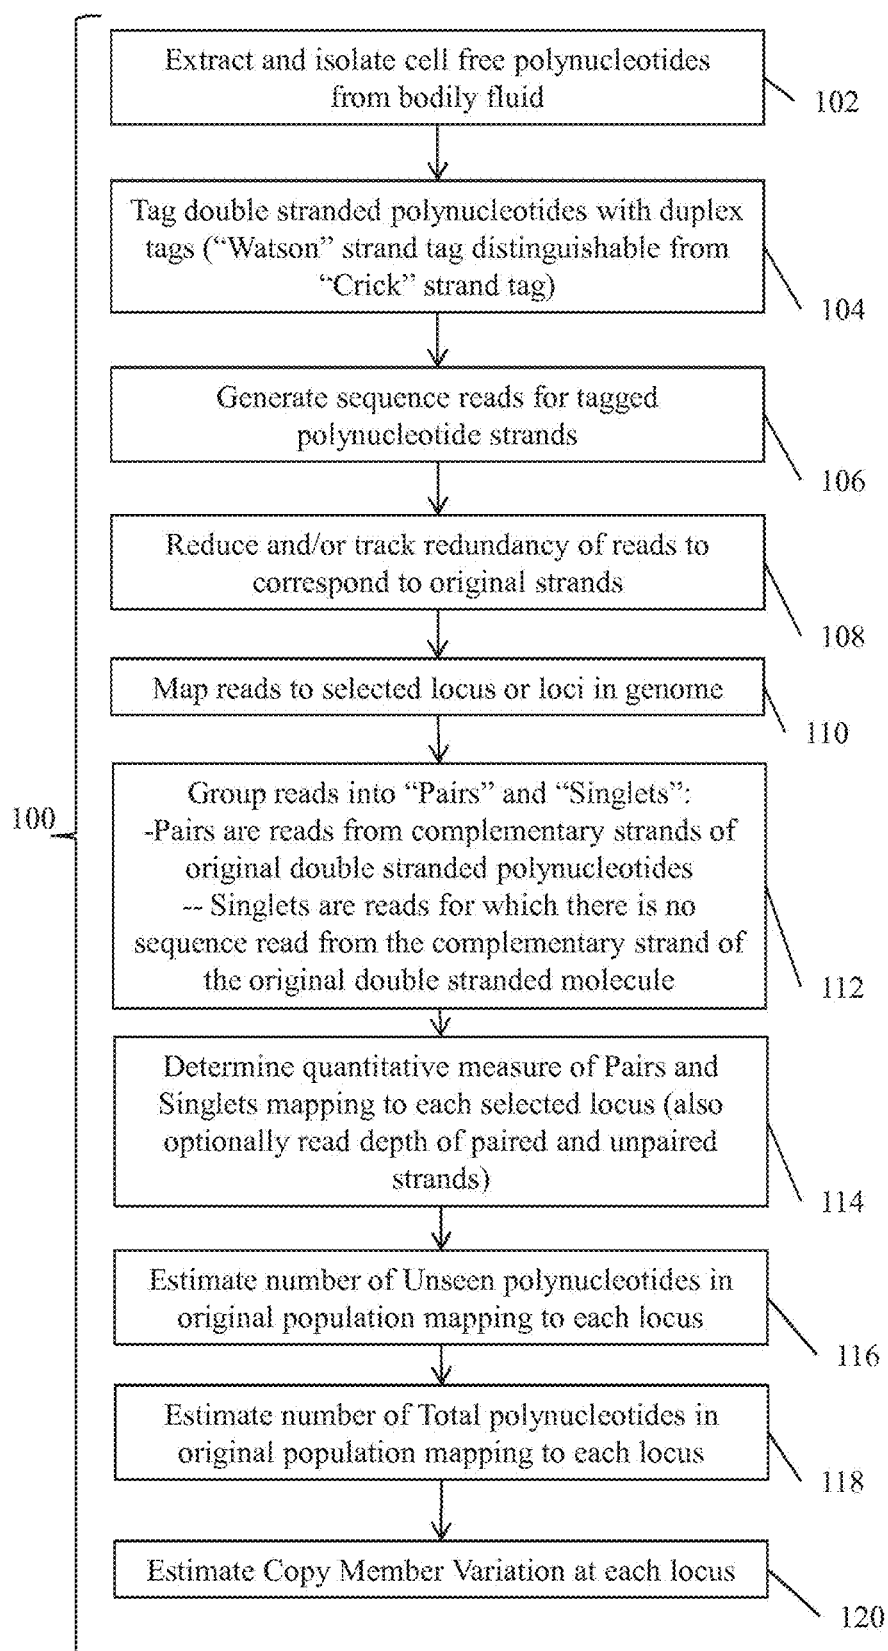 Extract and isolate cell free polynucleotides
from bodily fluid
102
Tag double stranded polynucleotides with duplex
tags (“Watson” strand tag distinguishable from
“Crick” strand tag)
104
Generate sequence reads for tagged
polynucleotide strands
106
Reduce and/or track redundancy of reads to
correspond to original strands
108
Map reads to selected locus or loci in genome
110
100
Group reads into “Pairs” and “Singlets”:
-Pairs are reads from complementary strands of
original double stranded polynucleotides
-- Singlets are reads for which there is no
sequence read from the complementary strand of
the original double stranded molecule
112
Determine quantitative measure of Pairs and
Singlets mapping to each selected locus (also
optionally read depth of paired and unpaired
strands)
114
Estimate number of Unseen polynucleotides in
original population mapping to each locus
116
Estimate number of Total polynucleotides in
original population mapping to each locus
118
Estimate Copy Member Variation at each locus
120